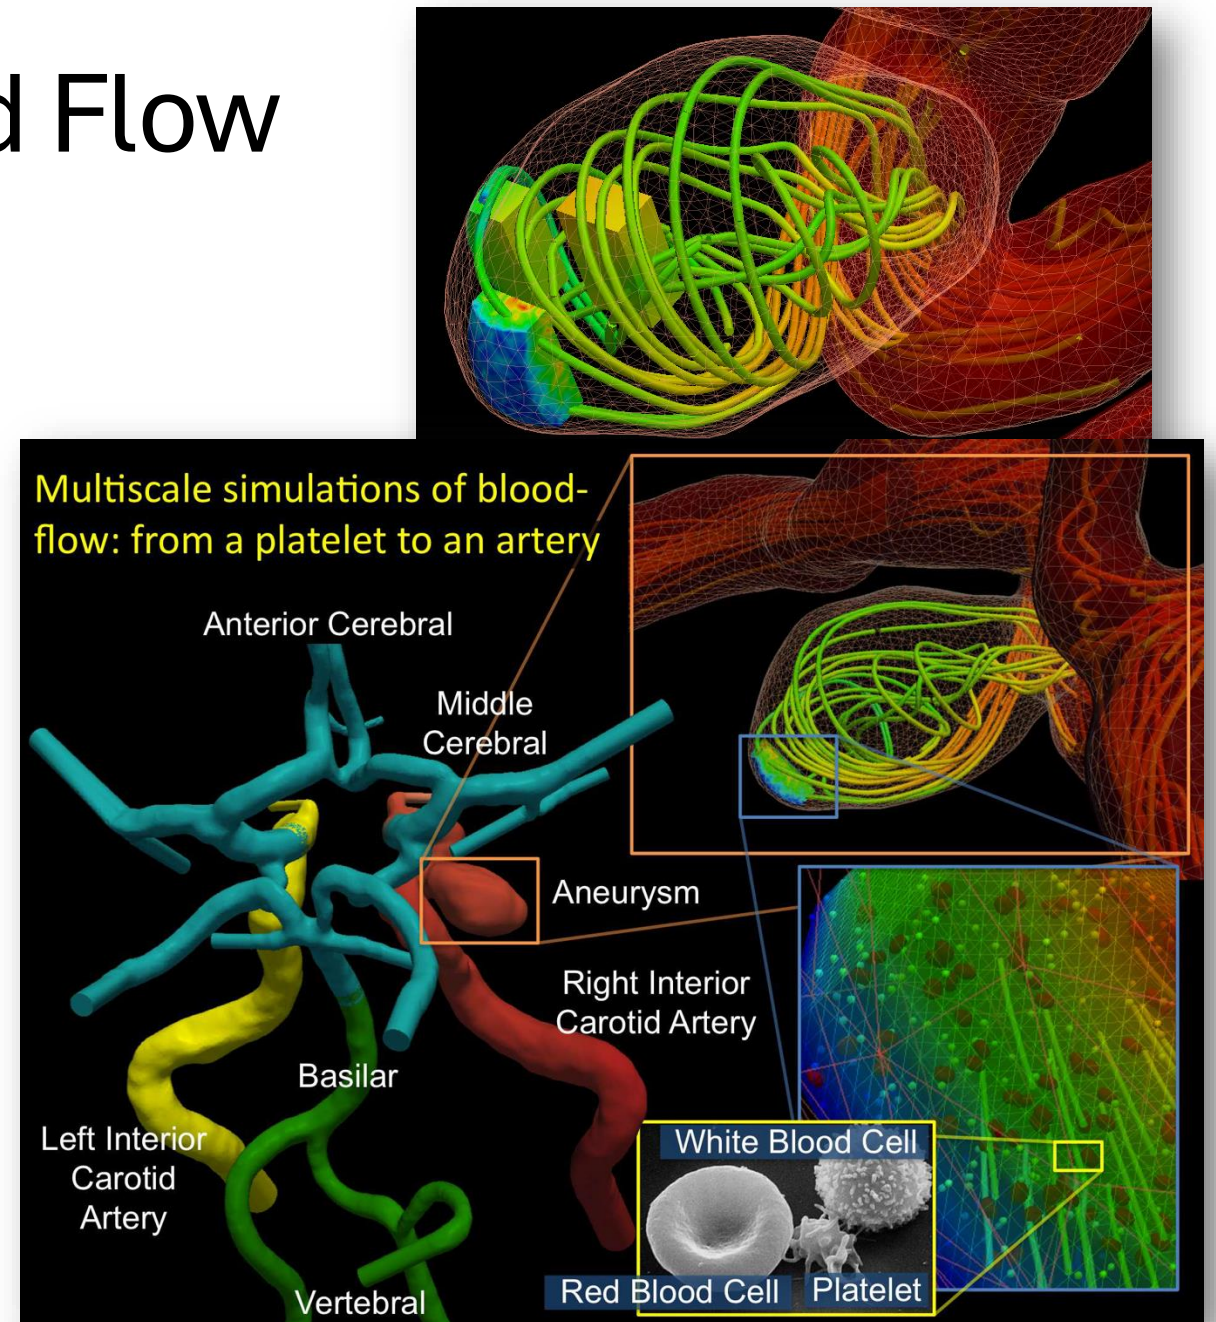 Flow
Multiscale simulations of blood-
flow: from a platelet to an artery
Anterior Cerebral
Middle
Cerebral
Aneurysm
Right Interior
Carotid Artery
Basilar
Left Interior
Carotid
Artery
White Blood Cell
Red Blood Cell
Platelet
Vertebral